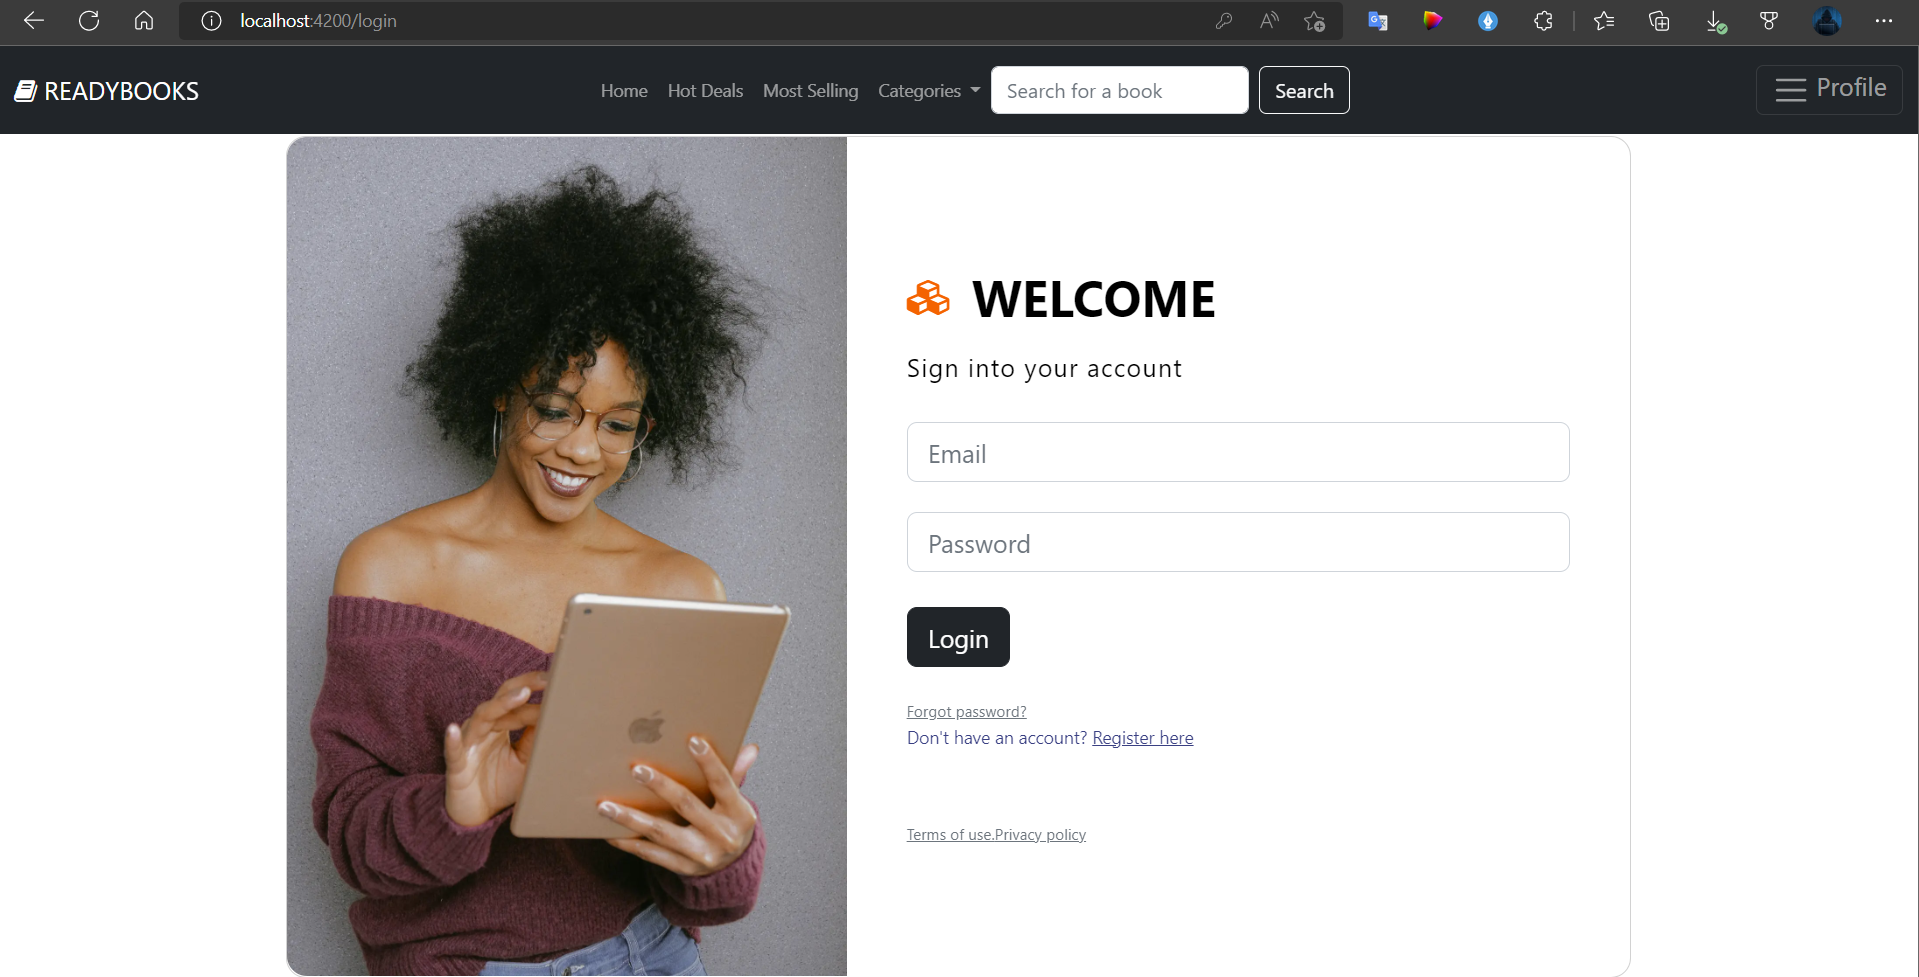 localhost:4200/login
READYBOOKS
Home
Hot Deals
Most Selling
Categories
Search for a book
Search
Profile
WELCOME
Sign into your account
Email
Password
Login
Forgot password?
Don't have an account? Register here
Terms of use.Privacy policy